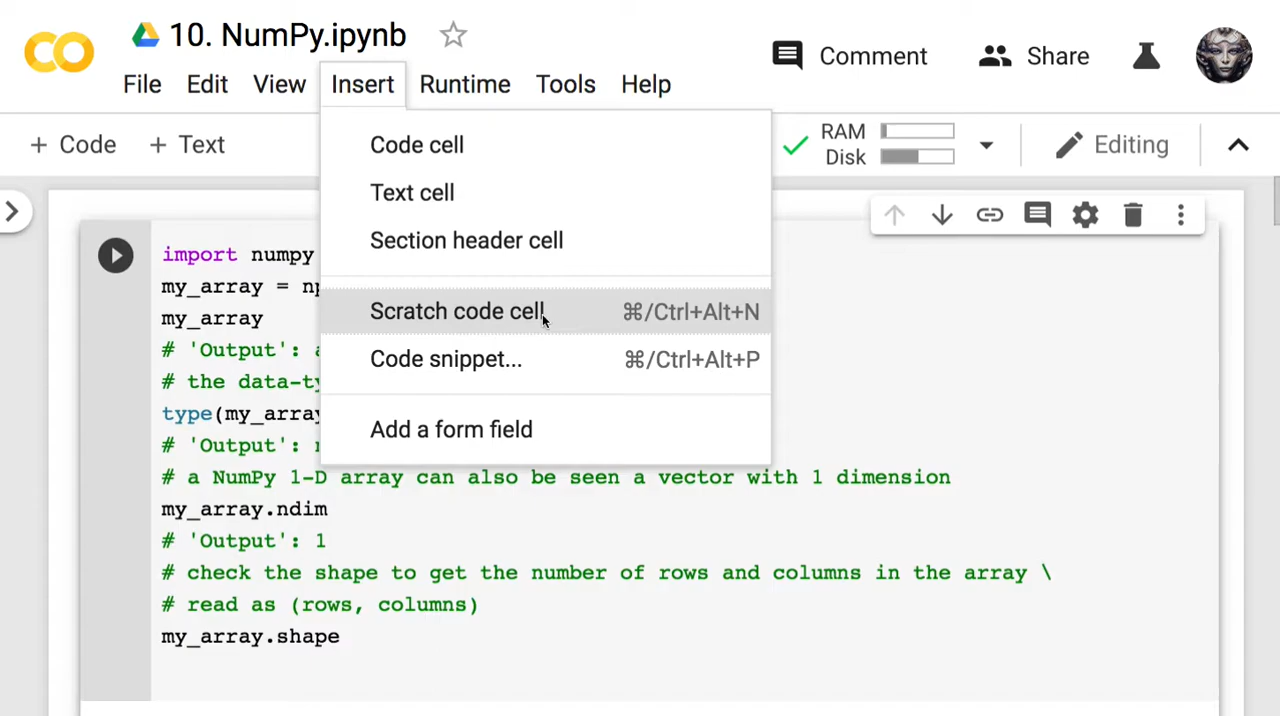 10. NumPy.ipynb
Comment
Share
File Edit View Insert Runtime Tools Help
+ Code + Text
RAM
Disk
Editing
Code cell
Text cell
Section header cell
Scratch code cell ⌘/Ctrl+Alt+N
Code snippet... ⌘/Ctrl+Alt+P
Add a form field
import numpy
my_array = np
my_array
# 'Output': a
# the data-ty
type(my_array
# 'Output':
# a NumPy 1-D array can also be seen a vector with 1 dimension
my_array.ndim
# 'Output': 1
# check the shape to get the number of rows and columns in the array \
# read as (rows, columns)
my_array.shape